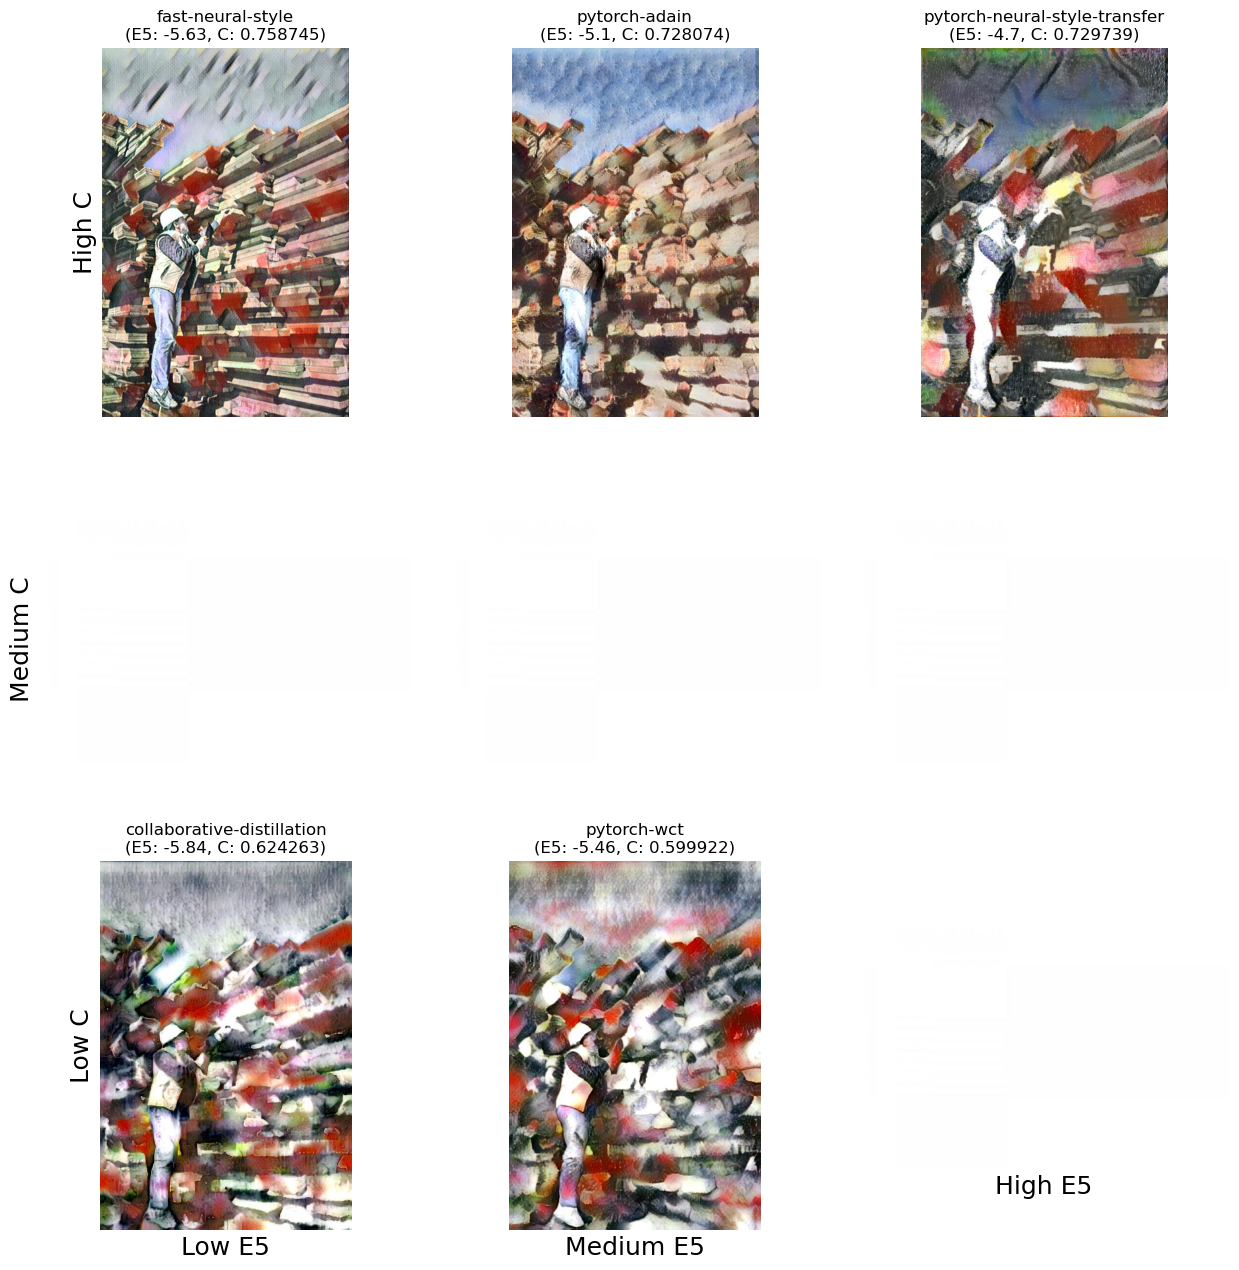 fast-neural-style
(E5: -5.63, C: 0.758745)
pytorch-adain
(E5: -5.1, C: 0.728074)
pytorch-neural-style-transfer
(E5: -4.7, C: 0.729739)
High C
Medium C
collaborative-distillation
(E5: -5.84, C: 0.624263)
pytorch-wct
(E5: -5.46, C: 0.599922)
Low C
High E5
Low E5
Medium E5